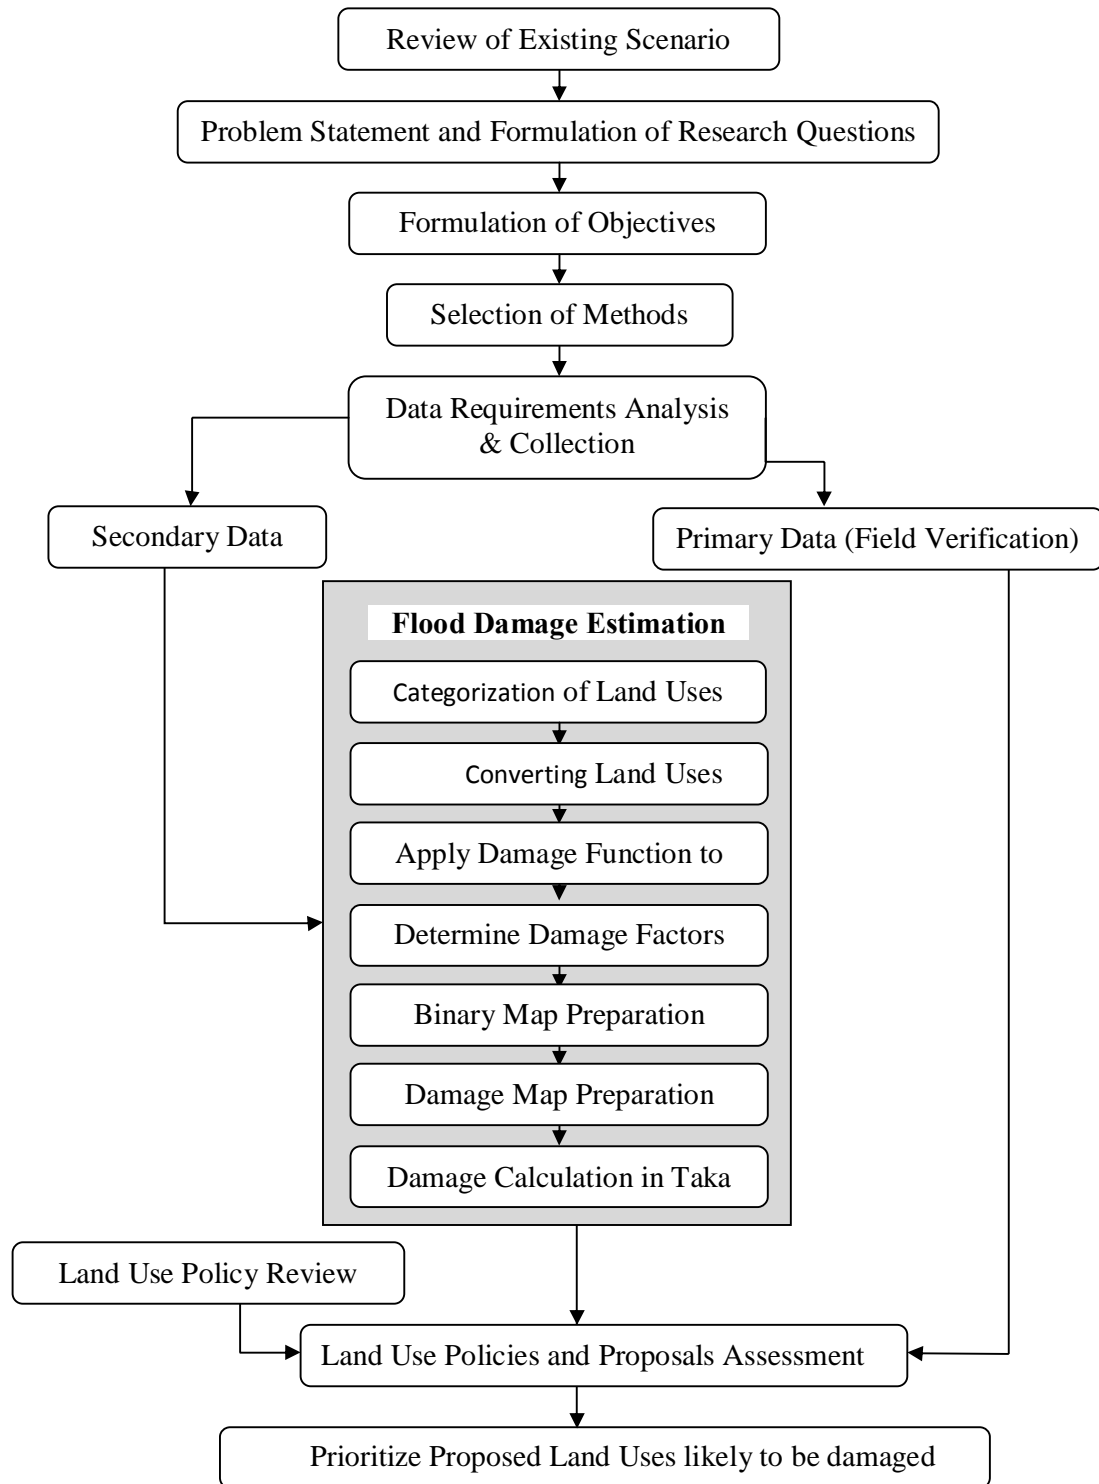 Review of Existing Scenario
Problem Statement and Formulation of Research Questions
Formulation of Objectives
Selection of Methods
Data Requirements Analysis
& Collection
Secondary Data
Primary Data (Field Verification)
Flood Damage Estimation
Categorization of Land Uses
Converting Land Uses
Apply Damage Function to
Determine Damage Factors
Binary Map Preparation
Damage Map Preparation
Damage Calculation in Taka
Land Use Policy Review
Land Use Policies and Proposals Assessment
Prioritize Proposed Land Uses likely to be damaged